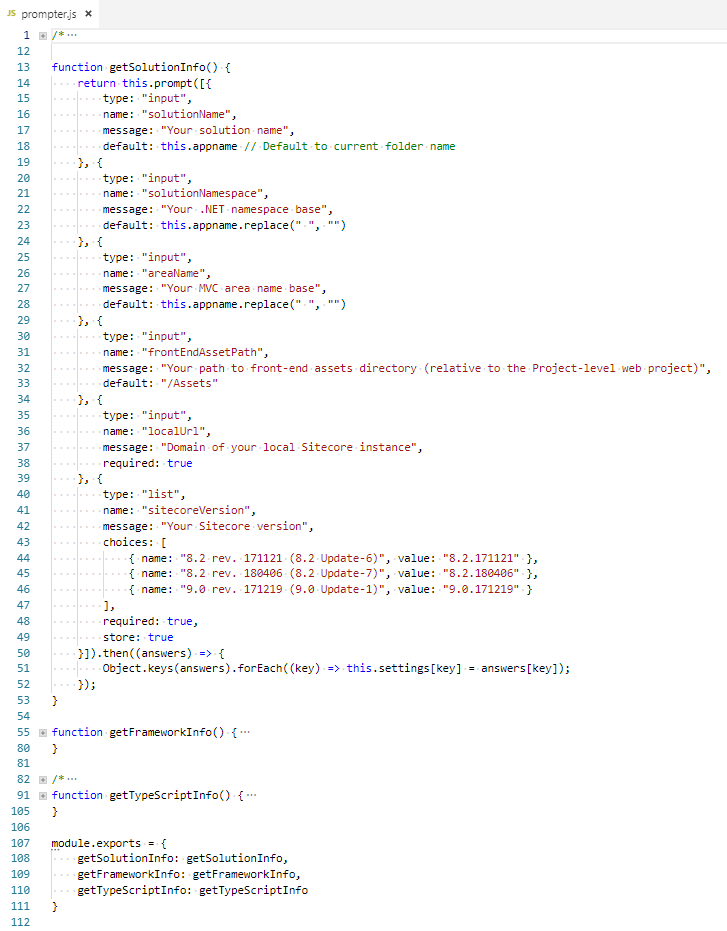 JS prompter.js ×
1 /*···
12
13 function getSolutionInfo() {
14     return this.prompt([{
15         type: "input",
16         name: "solutionName",
17         message: "Your solution name",
18         default: this.appname // Default to current folder name
19     }, {
20         type: "input",
21         name: "solutionNamespace",
22         message: "Your .NET namespace base",
23         default: this.appname.replace(" ", "")
24     }, {
25         type: "input",
26         name: "areaName",
27         message: "Your MVC area name base",
28         default: this.appname.replace(" ", "")
29     }, {
30         type: "input",
31         name: "frontEndAssetPath",
32         message: "Your path to front-end assets directory (relative to the Project-level web project)",
33         default: "/Assets"
34     }, {
35         type: "input",
36         name: "localUrl",
37         message: "Domain of your local Sitecore instance",
38         required: true
39     }, {
40         type: "list",
41         name: "sitecoreVersion",
42         message: "Your Sitecore version",
43         choices: [
44             { name: "8.2 rev. 171121 (8.2 Update-6)", value: "8.2.171121" },
45             { name: "8.2 rev. 180406 (8.2 Update-7)", value: "8.2.180406" },
46             { name: "9.0 rev. 171219 (9.0 Update-1)", value: "9.0.171219" }
47         ],
48         required: true,
49         store: true
50     }]).then((answers) => {
51         Object.keys(answers).forEach((key) => this.settings[key] = answers[key]);
52     });
53 }
54
55 function getFrameworkInfo() {···
80 }
81
82 /*···
91 function getTypeScriptInfo() {···
105 }
106
107 module.exports = {
108     getSolutionInfo: getSolutionInfo,
109     getFrameworkInfo: getFrameworkInfo,
110     getTypeScriptInfo: getTypeScriptInfo
111 }
112